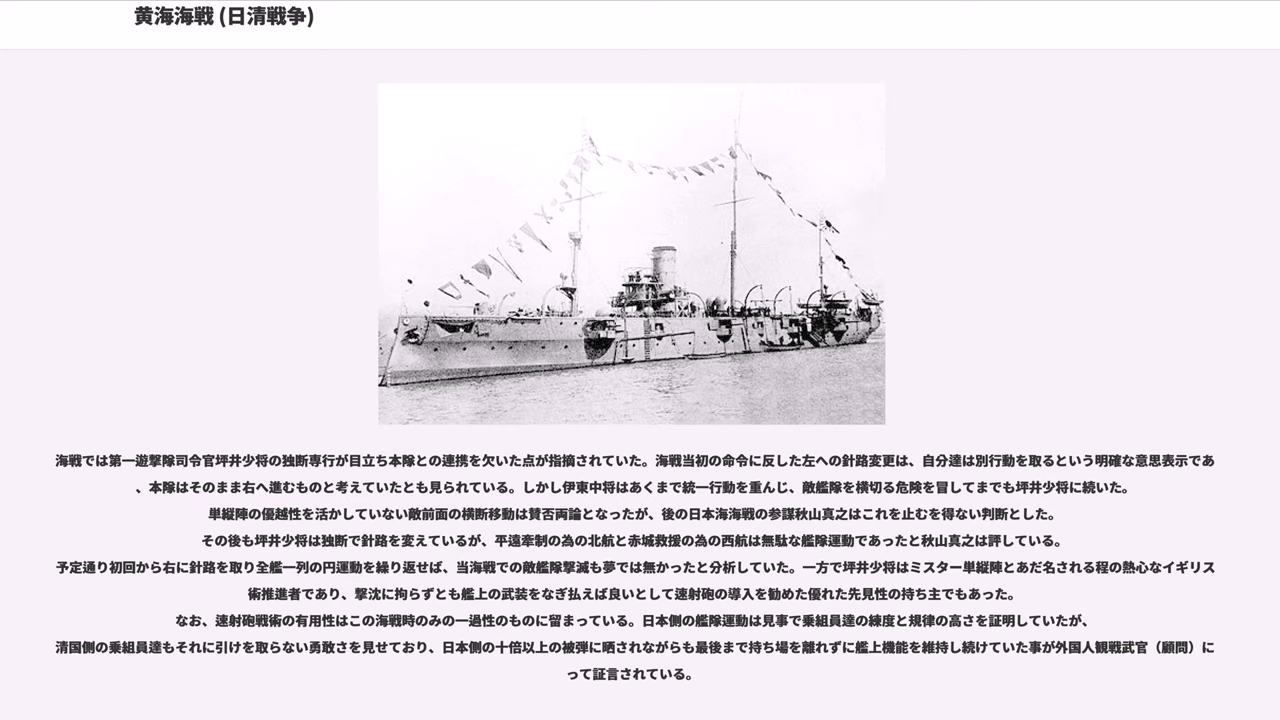 黄海海戦 (日清戦争)
海戦では第一遊撃隊司令官坪井少将の独断専行が目立ち本隊との連携を欠いた点が指摘されていた。海戦当初の命令に反した左への針路変更は、自分達は別行動を取るという明確な意思表示であ
、本隊はそのまま右へ進むものと考えていたとも見られている。しかし伊東中将はあくまで統一行動を重んじ、敵艦隊を横切る危険を冒してまでも坪井少将に続いた。
単縦陣の優越性を活かしていない敵前面の横断移動は賛否両論となったが、後の日本海海戦の参謀秋山真之はこれを止むを得ない判断とした。
その後も坪井少将は独断で針路を変えているが、平遠牽制の為の北航と赤城救援の為の西航は無駄な艦隊運動であったと秋山真之は評している。
予定通り初回から右に針路を取り全艦一列の円運動を繰り返せば、当海戦での敵艦隊撃滅も夢では無かったと分析していた。一方で坪井少将はミスター単縦陣とあだ名される程の熱心なイギリス
術推進者であり、撃沈に拘らずとも艦上の武装をなぎ払えば良いとして速射砲の導入を勧めた優れた先見性の持ち主でもあった。
なお、速射砲戦術の有用性はこの海戦時のみの一過性のものに留まっている。日本側の艦隊運動は見事で乗組員達の練度と規律の高さを証明していたが、
清国側の乗組員達もそれに引けを取らない勇敢さを見せており、日本側の十倍以上の被弾に晒されながらも最後まで持ち場を離れずに艦上機能を維持し続けていた事が外国人観戦武官（顧問）に
って証言されている。